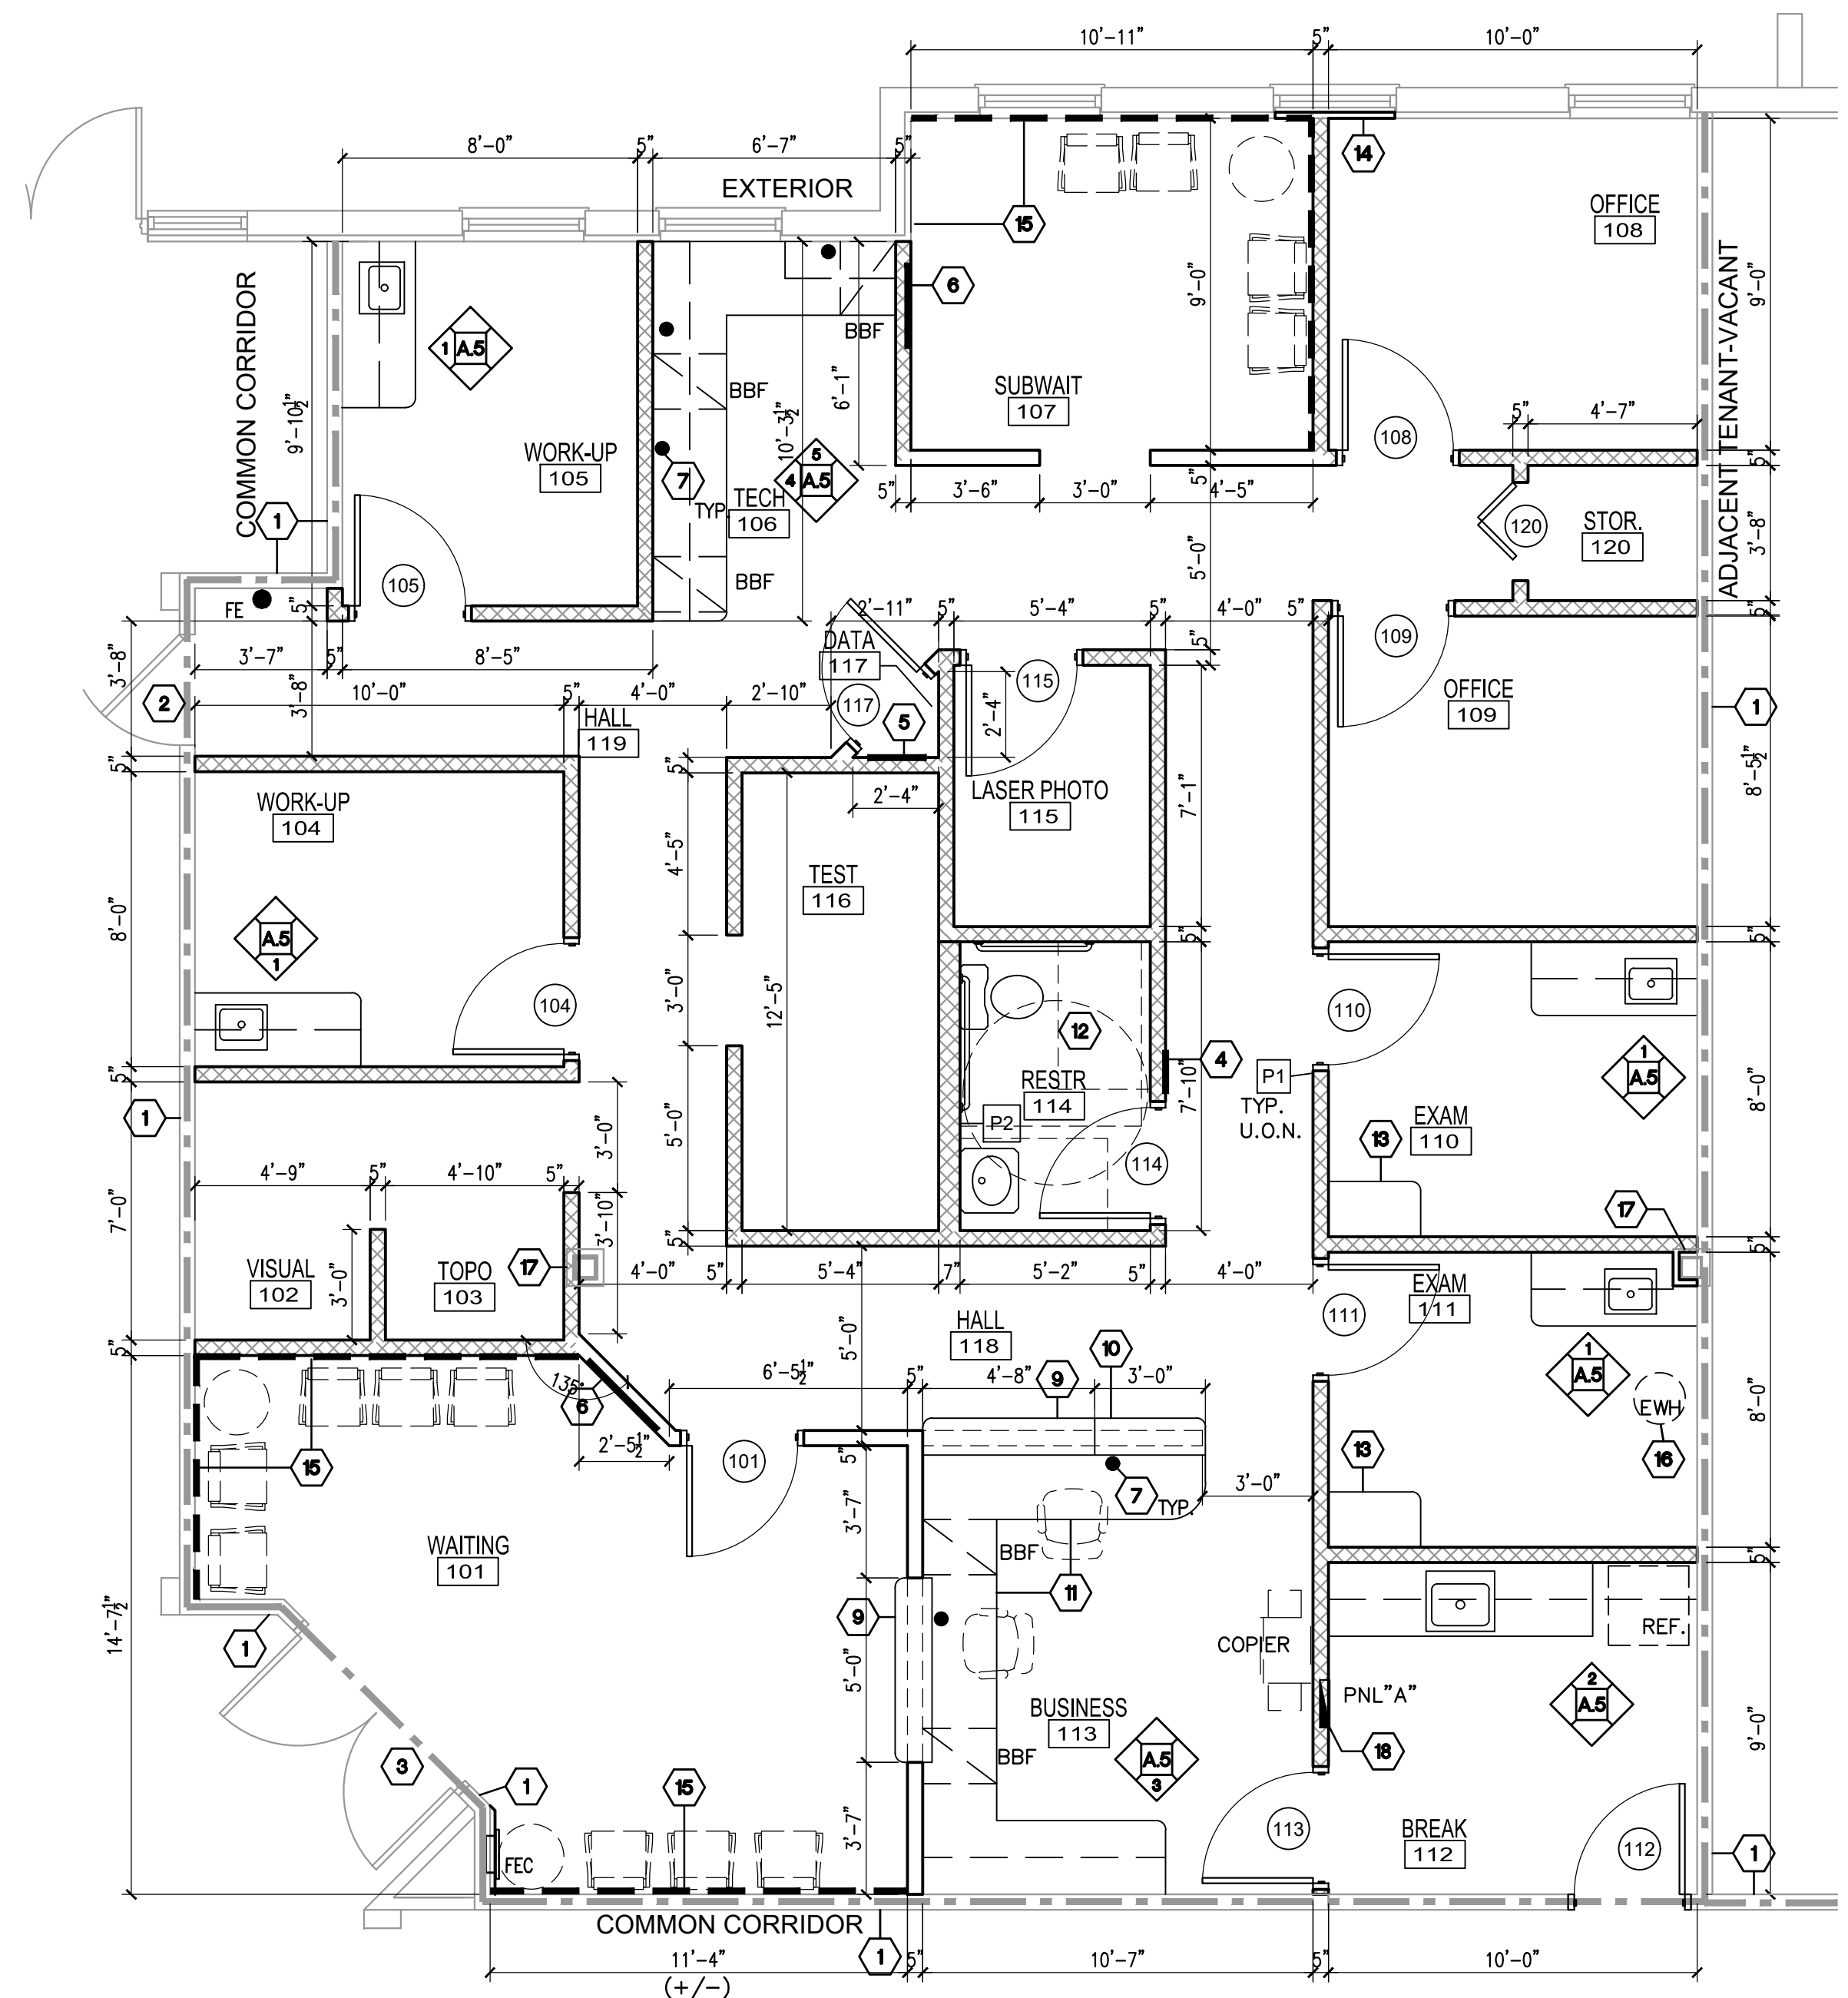 10'-11" 5" 10'-0"
8'-0" 5" 6'-7" 5"
EXTERIOR
14
15
OFFICE
108
COMMON CORRIDOR
ADJACENT TENANT-VACANT
9'-10½"
10'-3½"
6'-1"
9'-0"
9'-0"
6
1 A.5
BBF
BBF
SUBWAIT
107
WORK-UP
105
7
TYP.
TECH
106
5
4 A.5
108
5" 4'-7"
5" 3'-6" 3'-0" 4'-5"
5"
5"
1
120
STOR.
120
3'-8"
5'-0"
BBF
105
FE
5"
2'-11" 5" 5'-4" 5" 4'-0" 5"
5"
109
3'-8"
3'-7" 5" 8'-5"
DATA
117
115
5"
3'-8"
10'-0" 5" 4'-0" 2'-10"
2
HALL
119
117
5
2'-4"
OFFICE
109
1
8'-5½"
5"
5"
2'-4"
LASER PHOTO
115
7'-1"
WORK-UP
104
4'-5"
TEST
116
8'-0"
A.5
1
5"
5"
104
3'-0"
12'-5"
12
110
4
1
A.5
5"
RESTR
114
P2
P1
TYP.
U.O.N.
7'-10"
EXAM
110
8'-0"
1
3'-0"
5'-0"
13
114
4'-9" 5" 4'-10" 5"
7'-0"
3'-10"
17
5"
5"
VISUAL
102
3'-0"
TOPO
103
17
4'-0" 5" 5'-4" 7" 5'-2" 5" 4'-0"
EXAM
111
111
HALL
118
5'-0"
10
5"
135°
6
6'-5½" 5" 4'-8" 3'-0"
9
1
A.5
EWH
8'-0"
2'-5½"
15
101
5"
7
TYP.
3'-0"
13
16
3'-7"
WAITING
101
BBF
11
5"
14'-7½"
1
9
5'-0"
COPIER
REF.
3
BUSINESS
113
BBF
A.5
3
PNL"A"
18
2
A.5
9'-0"
1
15
3'-7"
FEC
113
BREAK
112
112
1
COMMON CORRIDOR
1
11'-4" 5" 10'-7" 5" 10'-0"
(+/-)